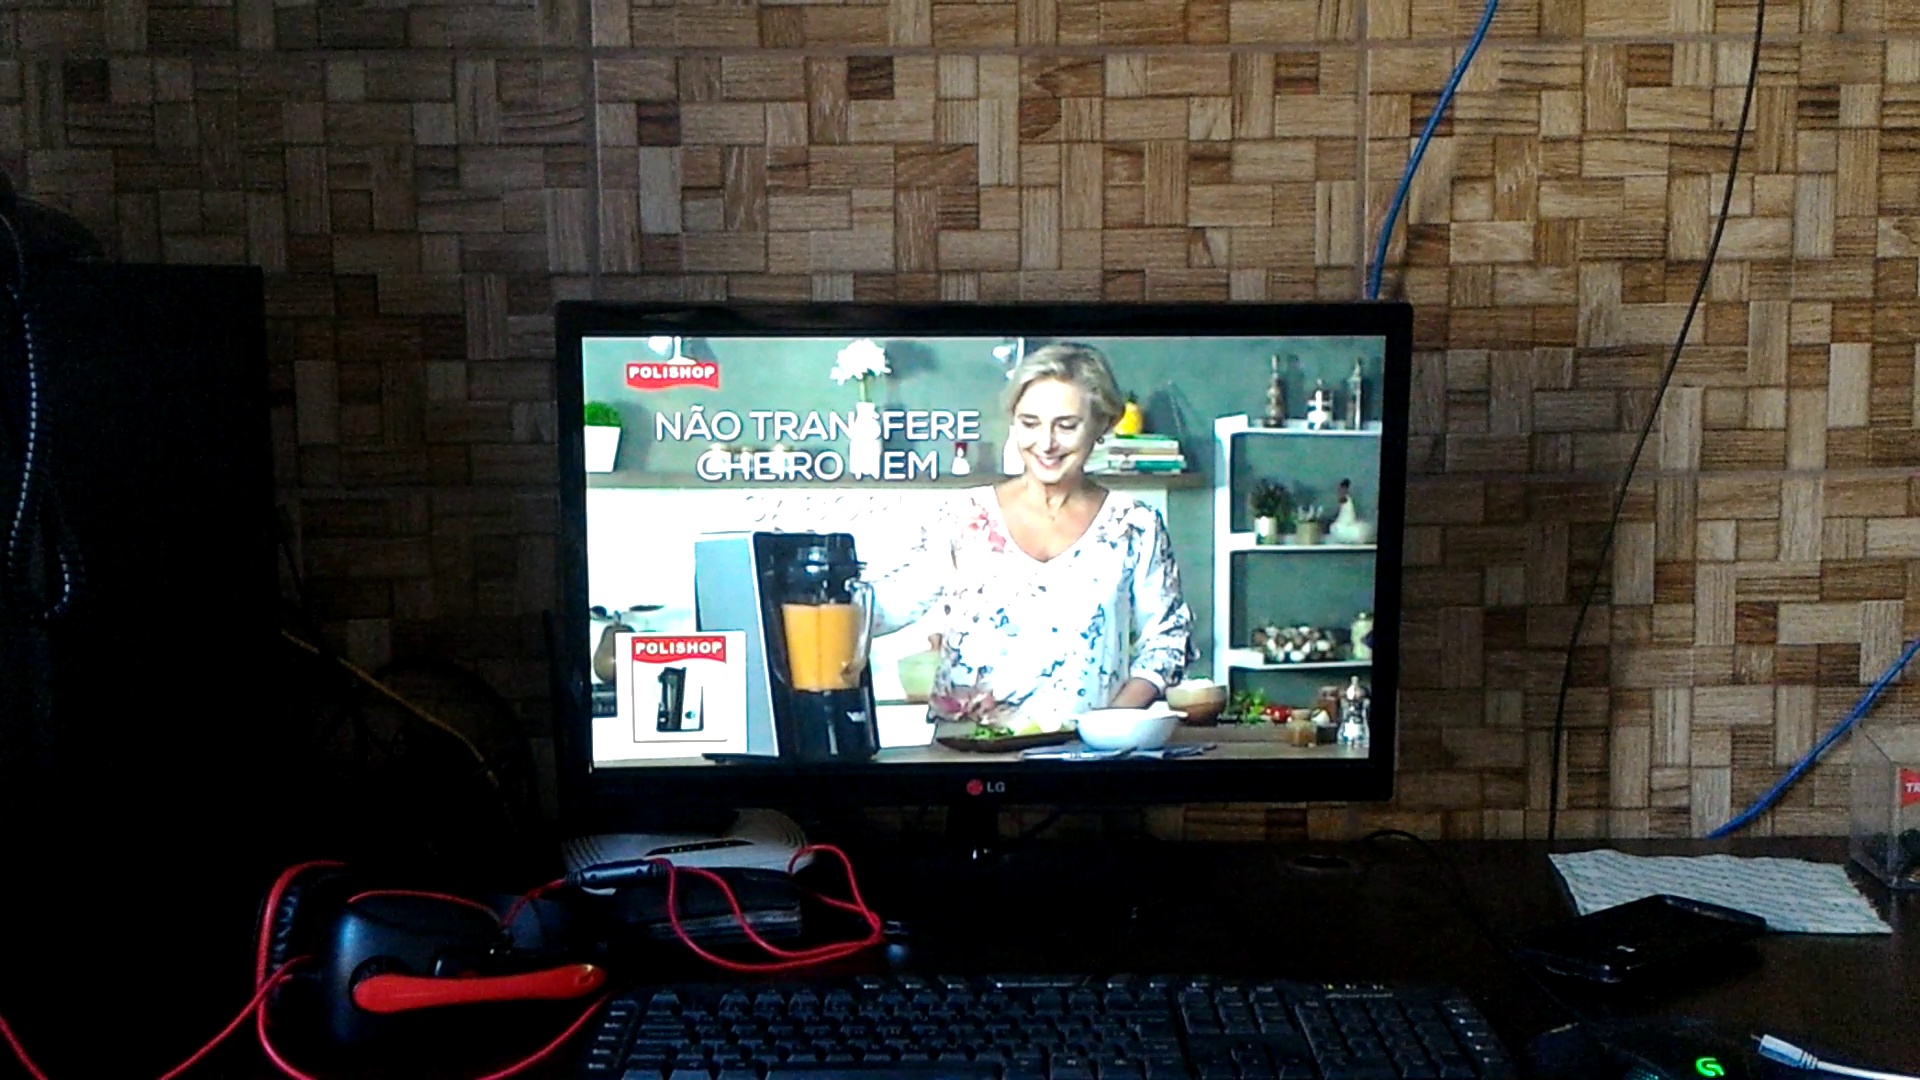 POLISHOP
NÃO TRANSFERE
CHEIRO NEM
POLISHOP
LG